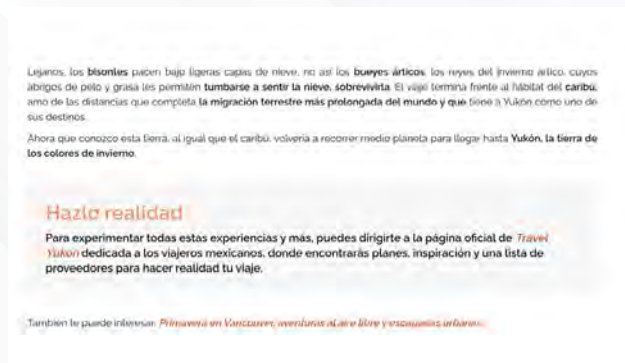 Lejanos, los bisontes pacen bajo ligeras capas de nieve, no así los bueyes árticos, los reyes del invierno ártico, cuyos
abrigos de pelo y grasa les permiten tumbarse a sentir la nieve, sobrevivirla. El viaje termina frente al hábitat del caribú,
amo de las distancias que completa la migración terrestre más prolongada del mundo y que tiene a Yukón como uno de
sus destinos.
Ahora que conozco esta tierra, al igual que el caribú, volvería a recorrer medio planeta para llegar hasta Yukón, la tierra de
los colores de invierno.
Hazlo realidad
Para experimentar todas estas experiencias y más, puedes dirigirte a la página oficial de Travel
Yukon dedicada a los viajeros mexicanos, donde encontrarás planes, inspiración y una lista de
proveedores para hacer realidad tu viaje.
También te puede interesar: Primavera en Vancouver, aventuras al aire libre y escapadas urbanas.